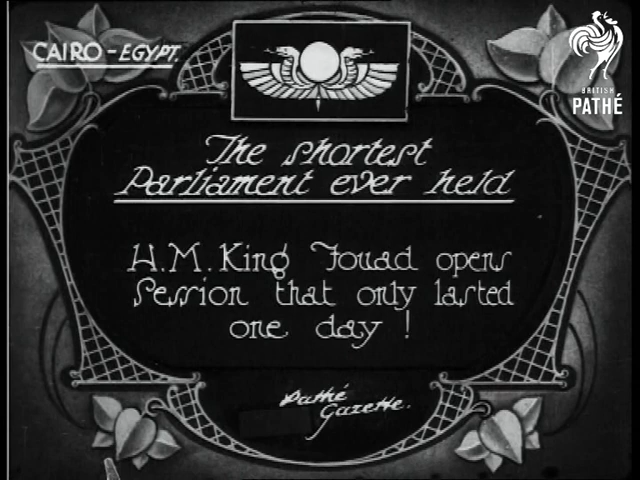 CAIRO - EGYPT.
BRITISH
PATHÉ
The shortest
Parliament ever held
H.M. King Fouad opens
Session that only lasted
one day !
Pathé
Gazette.